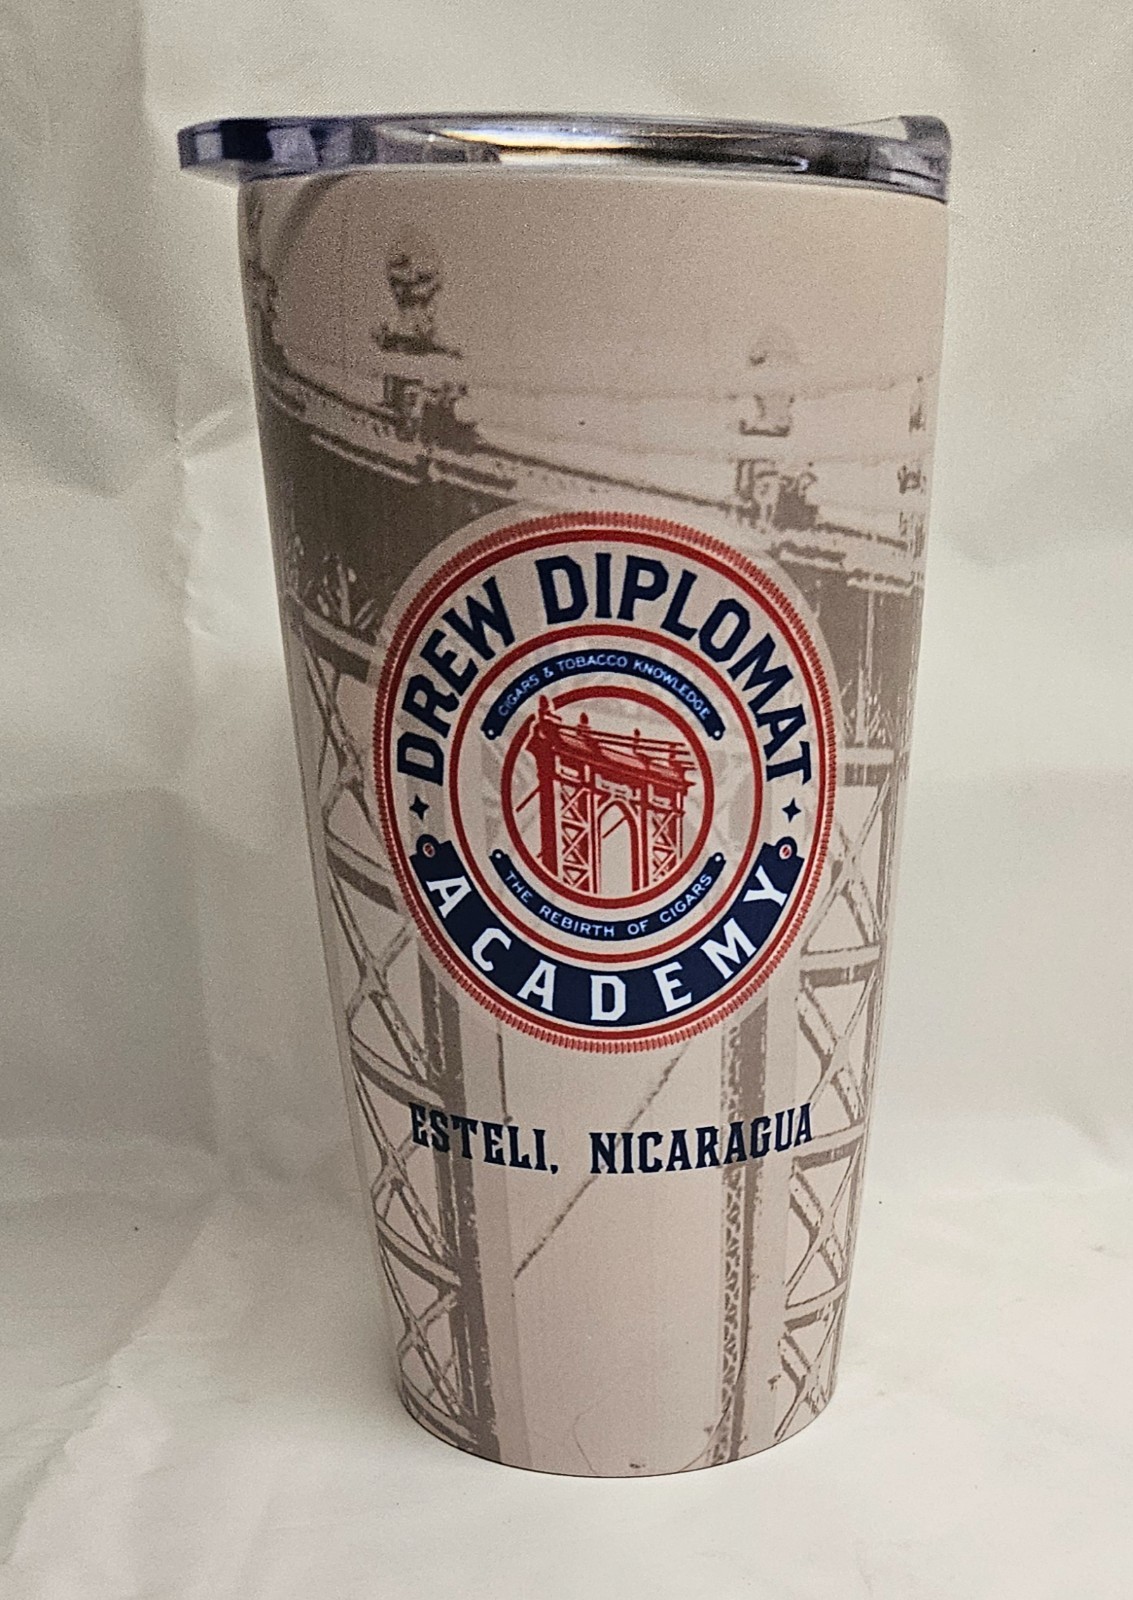 DREW DIPLOMAT
CIGARS & TOBACCO KNOWLEDGE
THE REBIRTH OF CIGARS
ACADEMY
ESTELI, NICARAGUA